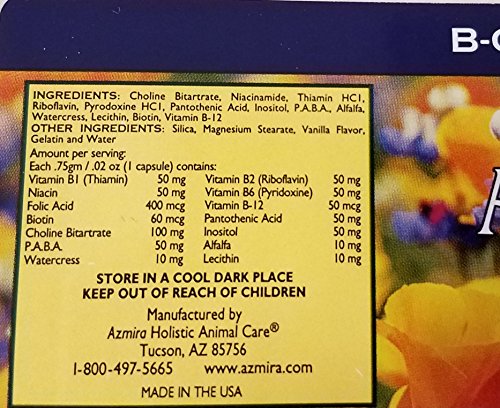 B-
INGREDIENTS: Choline Bitartrate, Niacinamide, Thiamin HCI,
Riboflavin, Pyrodoxine HCI, Pantothenic Acid, Inositol, P.A.B.A., Alfalfa,
Watercress, Lecithin, Biotin, Vitamin B-12
OTHER INGREDIENTS: Silica, Magnesium Stearate, Vanilla Flavor,
Gelatin and Water
Amount per serving:
Each .75gm / .02 oz (1 capsule) contains:
Vitamin B1 (Thiamin) 50 mg Vitamin B2 (Riboflavin) 50 mg
Niacin 50 mg Vitamin B6 (Pyridoxine) 50 mg
Folic Acid 400 mcg Vitamin B-12 50 mcg
Biotin 60 mcg Pantothenic Acid 50 mg
Choline Bitartrate 100 mg Inositol 50 mg
P.A.B.A. 50 mg Alfalfa 10 mg
Watercress 10 mg Lecithin 10 mg
STORE IN A COOL DARK PLACE
KEEP OUT OF REACH OF CHILDREN
Manufactured by
Azmira Holistic Animal Care®
Tucson, AZ 85756
1-800-497-5665 www.azmira.com
MADE IN THE USA